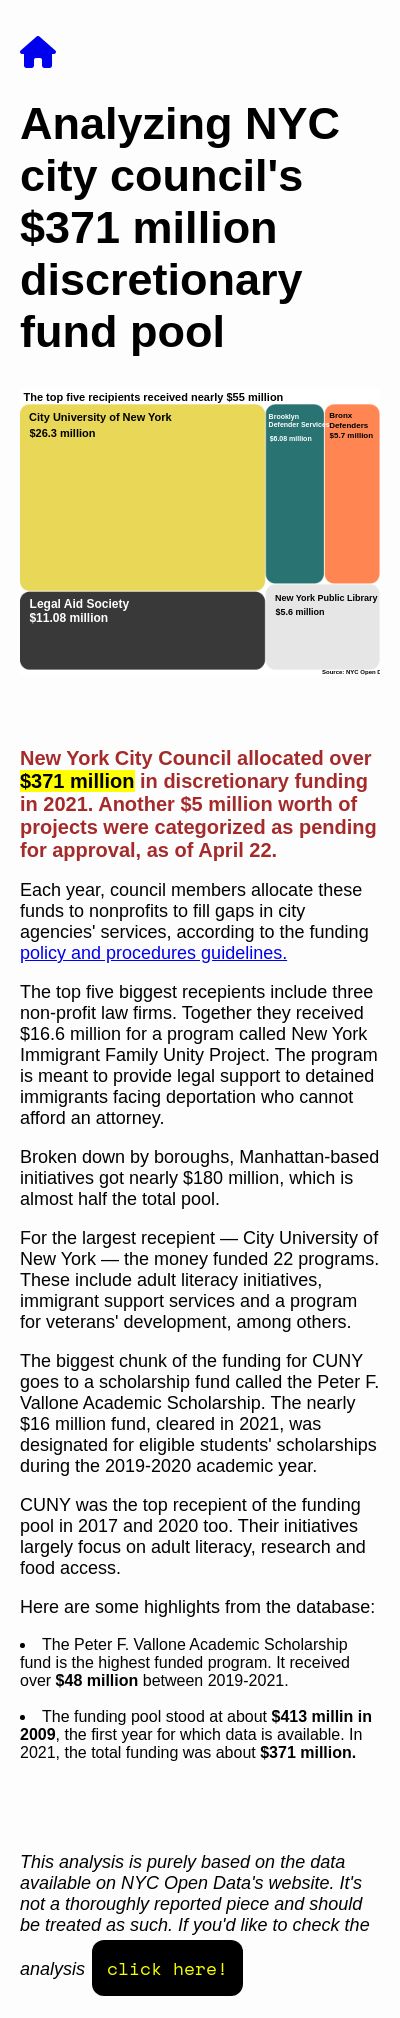 Analyzing NYC
city council's
$371 million
discretionary
fund pool
The top five recipients received nearly $55 million
City University of New York
$26.3 million
Brooklyn
Defender Services
$6.08 million
Bronx
Defenders
$5.7 million
Legal Aid Society
$11.08 million
New York Public Library
$5.6 million
Source: NYC Open D
New York City Council allocated over
$371 million in discretionary funding
in 2021. Another $5 million worth of
projects were categorized as pending
for approval, as of April 22.
Each year, council members allocate these
funds to nonprofits to fill gaps in city
agencies' services, according to the funding
policy and procedures guidelines.
The top five biggest recepients include three
non-profit law firms. Together they received
$16.6 million for a program called New York
Immigrant Family Unity Project. The program
is meant to provide legal support to detained
immigrants facing deportation who cannot
afford an attorney.
Broken down by boroughs, Manhattan-based
initiatives got nearly $180 million, which is
almost half the total pool.
For the largest recepient — City University of
New York — the money funded 22 programs.
These include adult literacy initiatives,
immigrant support services and a program
for veterans' development, among others.
The biggest chunk of the funding for CUNY
goes to a scholarship fund called the Peter F.
Vallone Academic Scholarship. The nearly
$16 million fund, cleared in 2021, was
designated for eligible students' scholarships
during the 2019-2020 academic year.
CUNY was the top recepient of the funding
pool in 2017 and 2020 too. Their initiatives
largely focus on adult literacy, research and
food access.
Here are some highlights from the database:
• The Peter F. Vallone Academic Scholarship
fund is the highest funded program. It received
over $48 million between 2019-2021.
• The funding pool stood at about $413 millin in
2009, the first year for which data is available. In
2021, the total funding was about $371 million.
This analysis is purely based on the data
available on NYC Open Data's website. It's
not a thoroughly reported piece and should
be treated as such. If you'd like to check the
analysis click here!